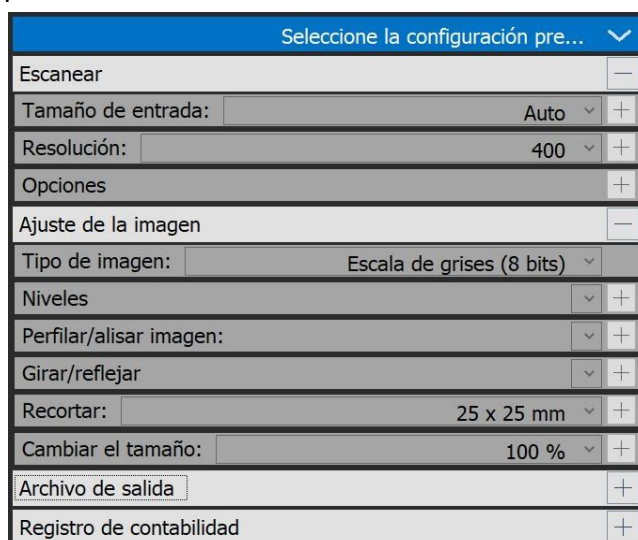 Seleccione la configuración pre...
Escanear
Tamaño de entrada: Auto
Resolución: 400
Opciones
Ajuste de la imagen
Tipo de imagen: Escala de grises (8 bits)
Niveles
Perfilar/alisar imagen:
Girar/reflejar
Recortar: 25 x 25 mm
Cambiar el tamaño: 100 %
Archivo de salida
Registro de contabilidad